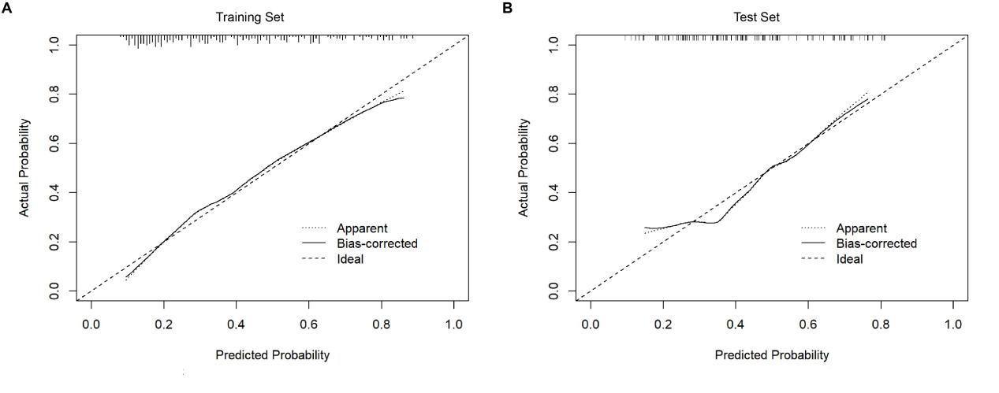 A
Training Set
Actual Probability
1.0
0.8
0.6
0.4
0.2
0.0
Apparent
Bias-corrected
Ideal
0.0 0.2 0.4 0.6 0.8 1.0
Predicted Probability
B
Test Set
Actual Probability
1.0
0.8
0.6
0.4
0.2
0.0
Apparent
Bias-corrected
Ideal
0.0 0.2 0.4 0.6 0.8 1.0
Predicted Probability